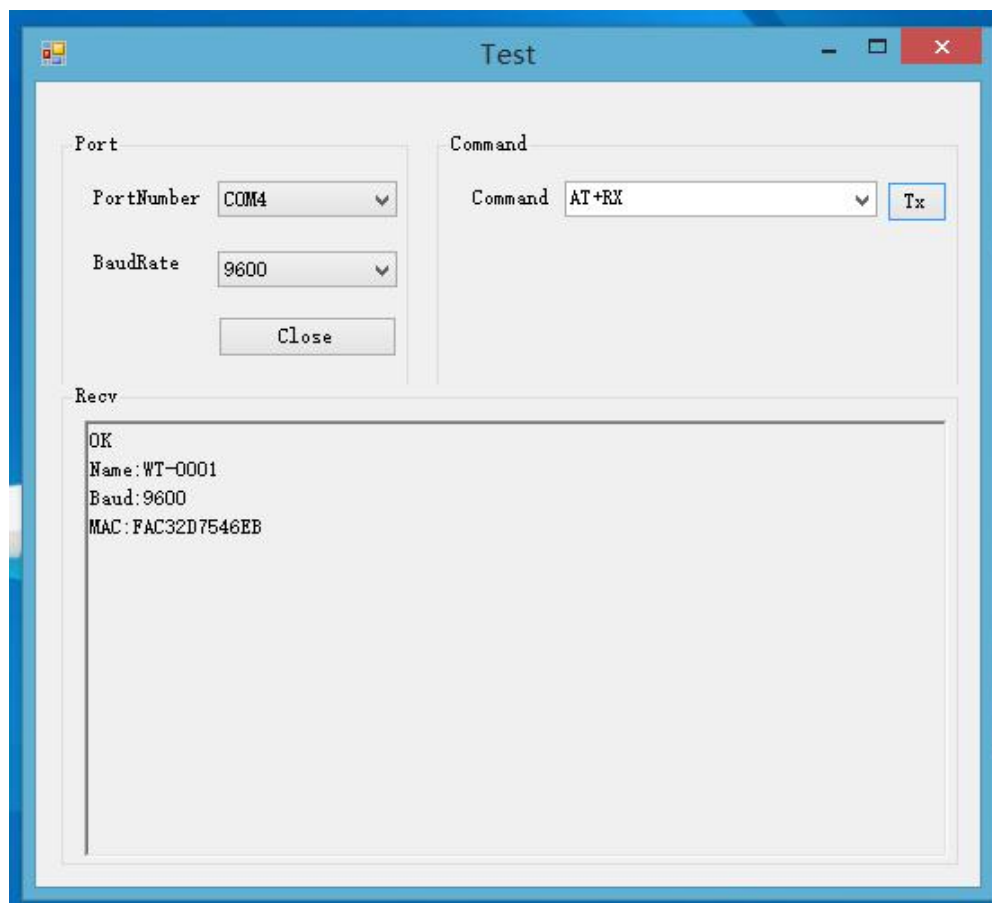 Test
Port
PortNumber COM4
BaudRate 9600
Close
Command
Command AT+RX Tx
Recv
OK
Name:WT-0001
Baud:9600
MAC:FAC32D7546EB